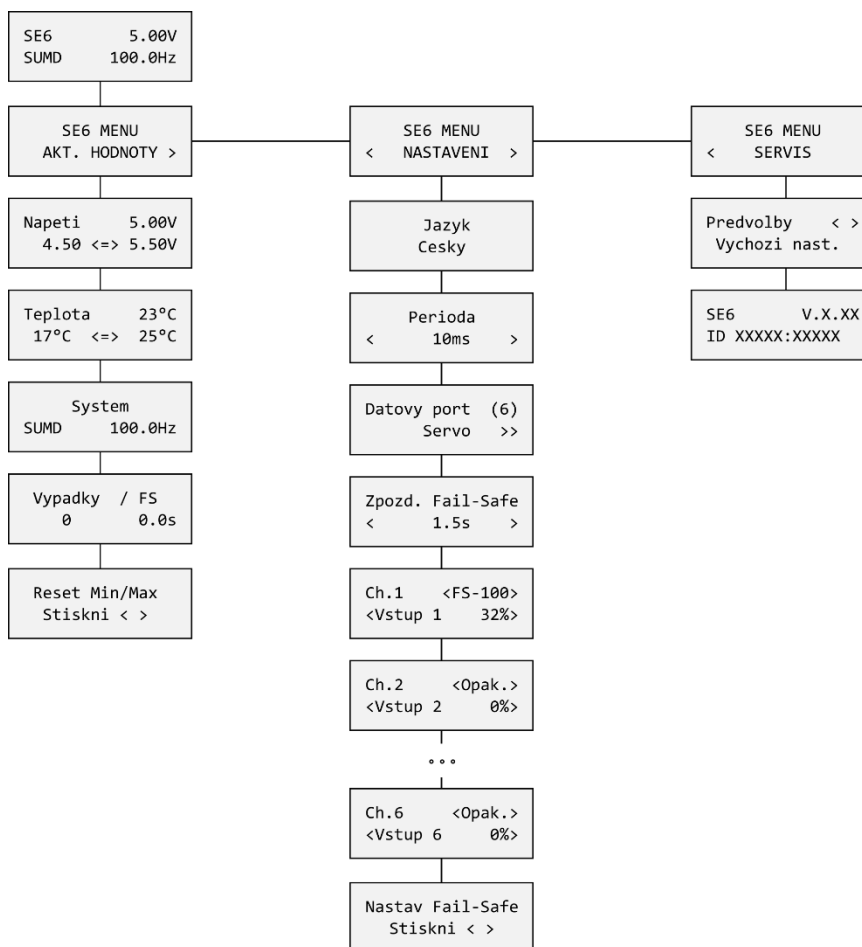 SE6 5.00V
SUMD 100.0Hz
SE6 MENU
AKT. HODNOTY >
Napeti 5.00V
4.50 <=> 5.50V
Teplota 23°C
17°C <=> 25°C
System
SUMD 100.0Hz
Vypadky / FS
0 0.0s
Reset Min/Max
Stiskni < >
SE6 MENU
< NASTAVENI >
Jazyk
Cesky
Perioda
< 10ms >
Datovy port (6)
Servo >>
Zpozd. Fail-Safe
< 1.5s >
Ch.1 <FS-100>
<Vstup 1 32%>
Ch.2 <Opak.>
<Vstup 2 0%>
°°°
Ch.6 <Opak.>
<Vstup 6 0%>
Nastav Fail-Safe
Stiskni < >
SE6 MENU
< SERVIS
Predvolby < >
Vychozi nast.
SE6 V.X.XX
ID XXXXX:XXXXX